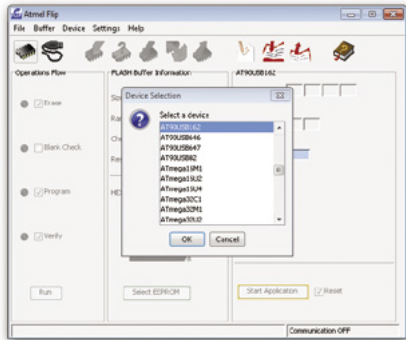 Atmel Flip
File Buffer Device Settings Help
Operations Flow
FLASH Buffer Information
AT90USB162
Erase
Blank Check
Program
Verify
Run
Select EEPROM
Start Application
Reset
Communication OFF
Device Selection
Select a device
AT90USB162
AT90USB646
AT90USB647
AT90USB82
ATmega16M1
ATmega16U2
ATmega16U4
ATmega32C1
ATmega32M1
ATmega32U2
OK
Cancel